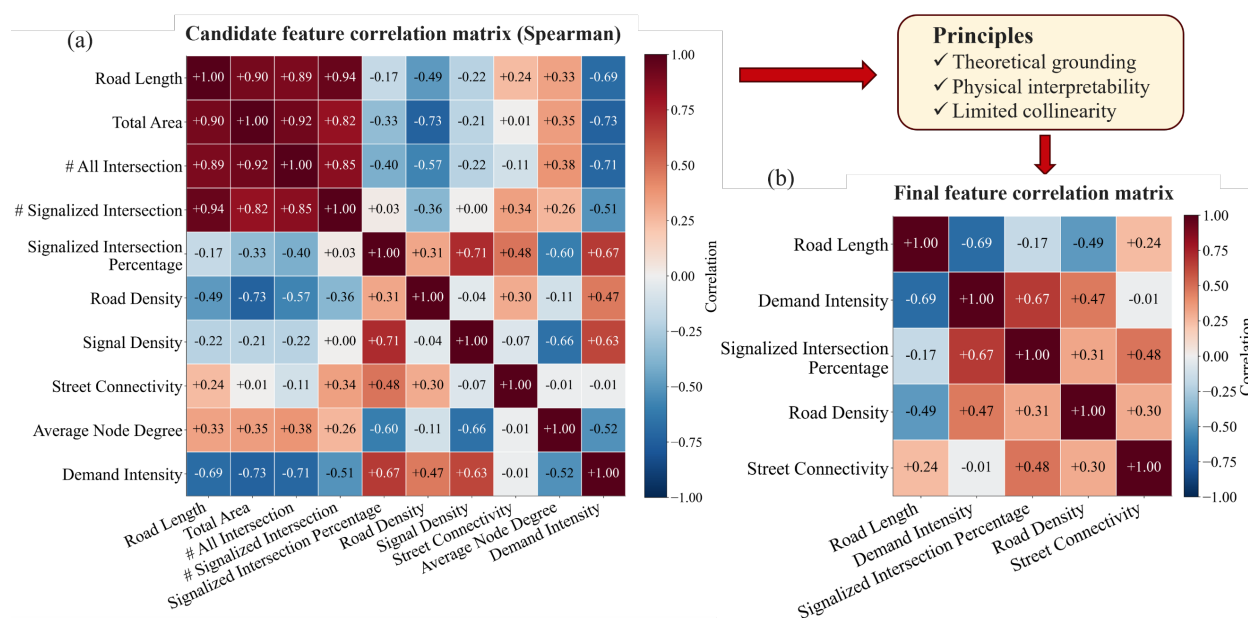 (a)
Candidate feature correlation matrix (Spearman)
Road Length +1.00 +0.90 +0.89 +0.94 -0.17 -0.49 -0.22 +0.24 +0.33 -0.69
Total Area +0.90 +1.00 +0.92 +0.82 -0.33 -0.73 -0.21 +0.01 +0.35 -0.73
# All Intersection +0.89 +0.92 +1.00 +0.85 -0.40 -0.57 -0.22 -0.11 +0.38 -0.71
# Signalized Intersection +0.94 +0.82 +0.85 +1.00 +0.03 -0.36 +0.00 +0.34 +0.26 -0.51
Signalized Intersection
Percentage -0.17 -0.33 -0.40 +0.03 +1.00 +0.31 +0.71 +0.48 -0.60 +0.67
Road Density -0.49 -0.73 -0.57 -0.36 +0.31 +1.00 -0.04 +0.30 -0.11 +0.47
Signal Density -0.22 -0.21 -0.22 +0.00 +0.71 -0.04 +1.00 -0.07 -0.66 +0.63
Street Connectivity +0.24 +0.01 -0.11 +0.34 +0.48 +0.30 -0.07 +1.00 -0.01 -0.01
Average Node Degree +0.33 +0.35 +0.38 +0.26 -0.60 -0.11 -0.66 -0.01 +1.00 -0.52
Demand Intensity -0.69 -0.73 -0.71 -0.51 +0.67 +0.47 +0.63 -0.01 -0.52 +1.00
Road Length
Total Area
# All Intersection
# Signalized Intersection
Signalized Intersection Percentage
Road Density
Signal Density
Street Connectivity
Average Node Degree
Demand Intensity
1.00
0.75
0.50
0.25
0.00
−0.25
−0.50
−0.75
−1.00
Correlation
Principles
✓ Theoretical grounding
✓ Physical interpretability
✓ Limited collinearity
(b)
Final feature correlation matrix
Road Length +1.00 -0.69 -0.17 -0.49 +0.24
Demand Intensity -0.69 +1.00 +0.67 +0.47 -0.01
Signalized Intersection
Percentage -0.17 +0.67 +1.00 +0.31 +0.48
Road Density -0.49 +0.47 +0.31 +1.00 +0.30
Street Connectivity +0.24 -0.01 +0.48 +0.30 +1.00
Road Length
Demand Intensity
Signalized Intersection Percentage
Road Density
Street Connectivity
1.00
0.75
0.50
0.25
0.00
−0.25
−0.50
−0.75
−1.00
Correlation